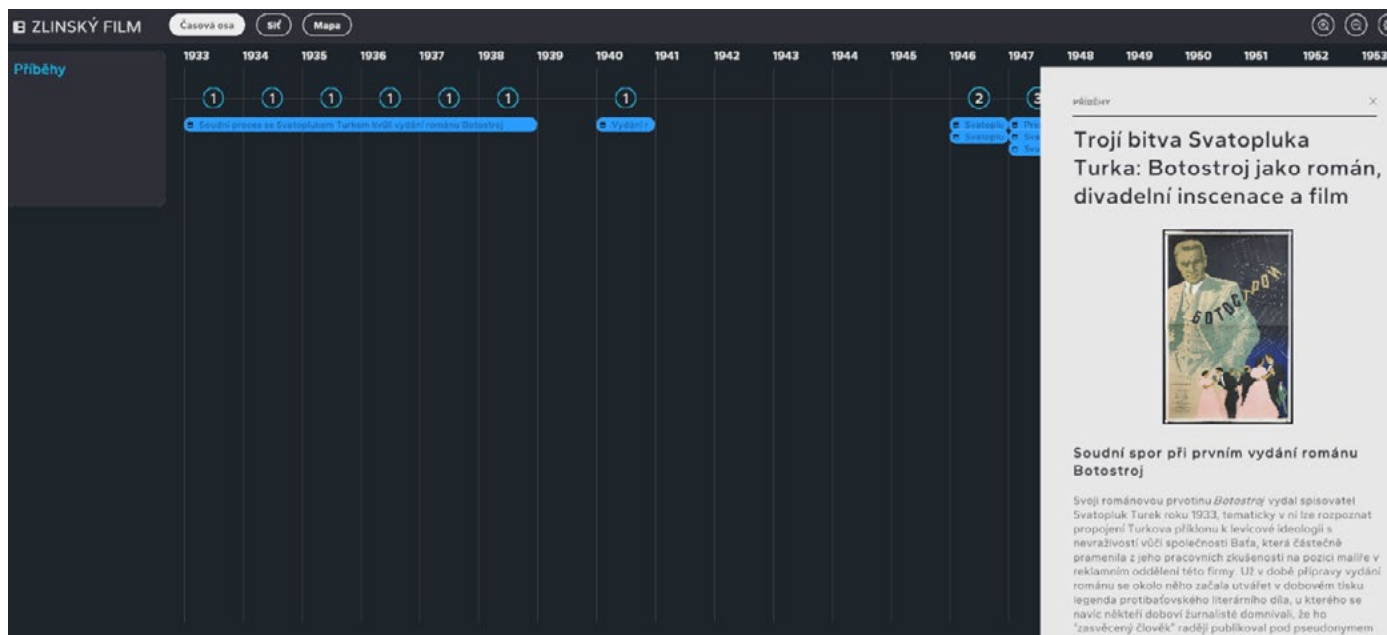 ZLINSKÝ FILM
Časová osa
Síť
Mapa
1933 1934 1935 1936 1937 1938 1939 1940 1941 1942 1943 1944 1945 1946 1947 1948 1949 1950 1951 1952 1953
Příběhy
1 1 1 1 1 1 1 2 3
Soudní proces se Svatoplukem Turkem kvůli vydání románu Botostroj
Vydání r
Svatoplu
Svatoplu
PŘÍBĚHY
Trojí bitva Svatopluka
Turka: Botostroj jako román,
divadelní inscenace a film
БОТОСТРОЙ
Soudní spor při prvním vydání románu
Botostroj
Svoji románovou prvotinu Botostroj vydal spisovatel
Svatopluk Turek roku 1933, tematicky v ní lze rozpoznat
propojení Turkova příklonu k levicové ideologii s
nevraživostí vůči společnosti Baťa, která částečně
pramenila z jeho pracovních zkušeností na pozici malíře v
reklamním oddělení této firmy. Už v době přípravy vydání
románu se okolo něho začala utvářet v dobovém tisku
legenda protibaťovského literárního díla, u kterého se
navíc někteří doboví žurnalisté domnívali, že ho
"zasvěcený člověk" raději publikoval pod pseudonymem